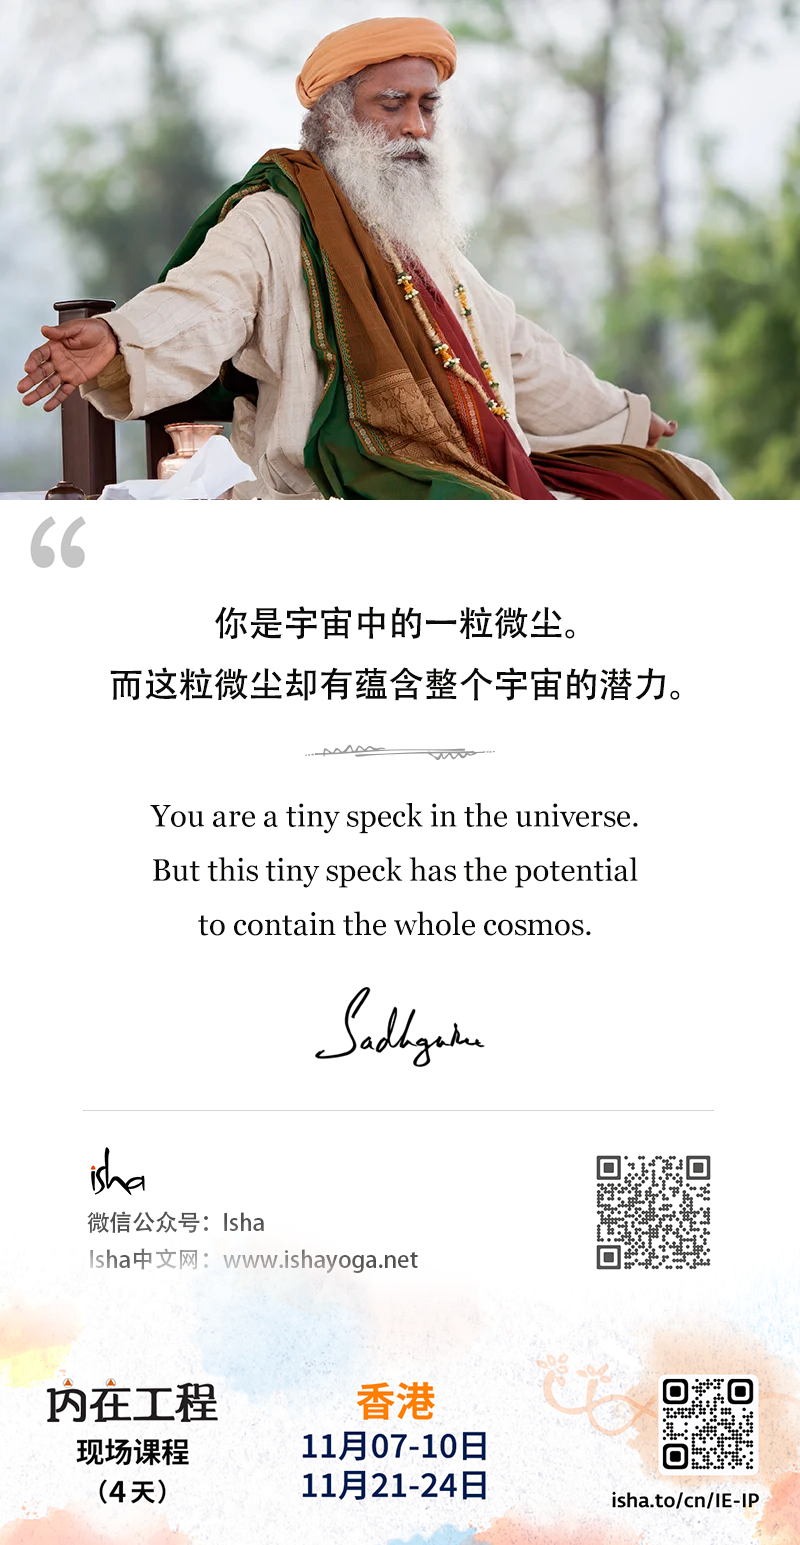 “
你是宇宙中的一粒微尘。
而这粒微尘却有蕴含整个宇宙的潜力。
You are a tiny speck in the universe.
But this tiny speck has the potential
to contain the whole cosmos.
Sadhguru
isha
微信公众号：Isha
Isha中文网：www.ishayoga.net
内在工程
现场课程
（4天）
香港
11月07-10日
11月21-24日
isha.to/cn/IE-IP